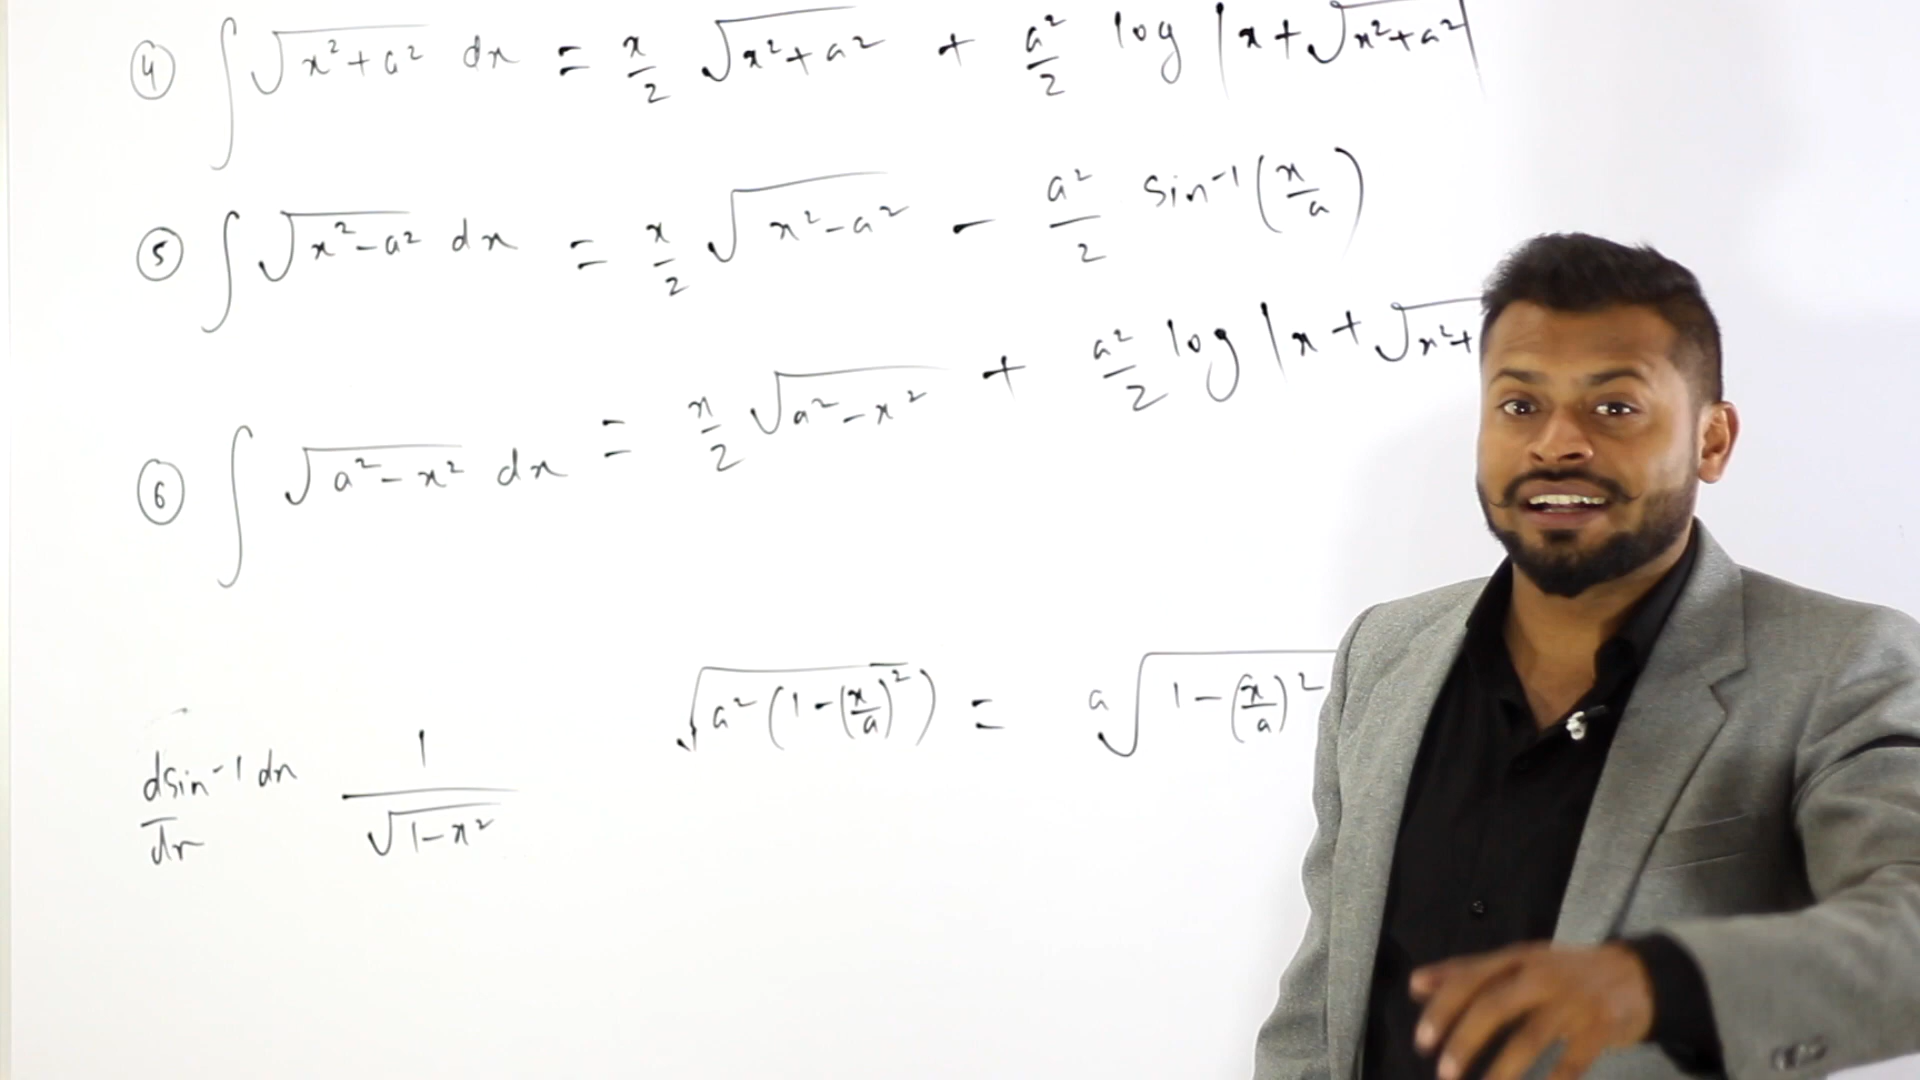 ④ ∫ √(x²+a²) dx = x/2 √(x²+a²) + a²/2 log |x+√(x²+a²)|
⑤ ∫ √(x²-a²) dx = x/2 √(x²-a²) - a²/2 sin⁻¹(x/a)
⑥ ∫ √(a²-x²) dx = x/2 √(a²-x²) + a²/2 log |x+√(x²+
√(a²(1-(x/a)²)) = a√(1-(x/a)²
dsin⁻¹dx/dx 1/√(1-x²)